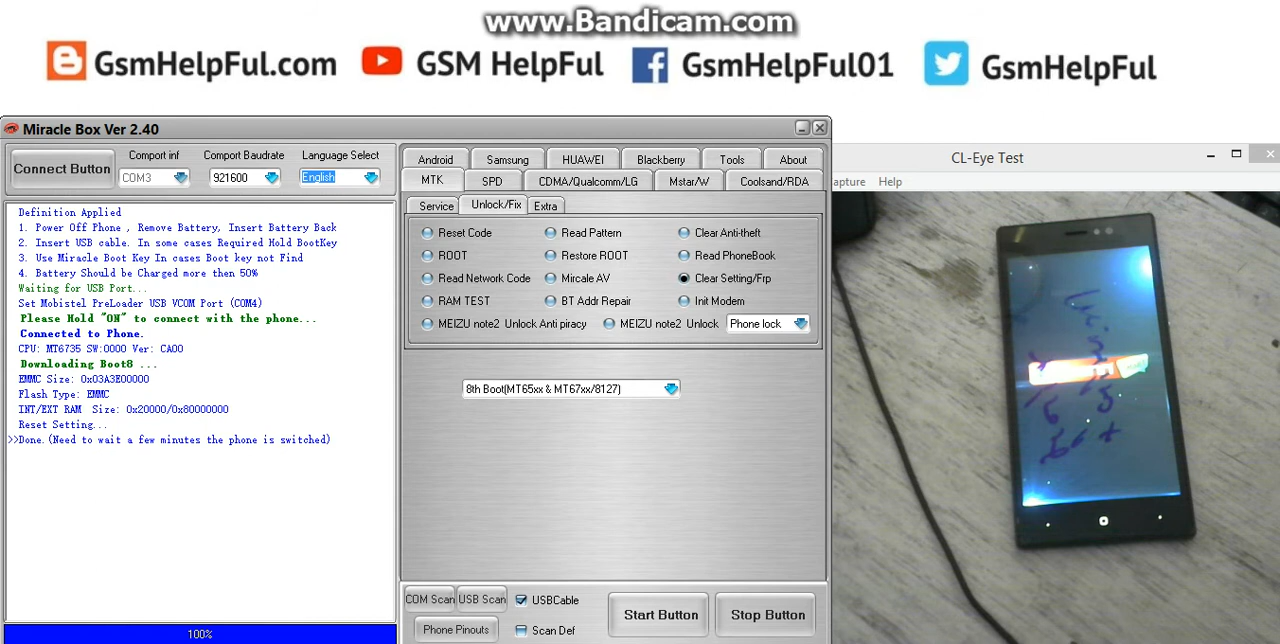 www.Bandicam.com
GsmHelpFul.com GSM HelpFul GsmHelpFul01 GsmHelpFul
Miracle Box Ver 2.40
Connect Button
Comport inf Comport Baudrate Language Select
COM3 921600 English
Android Samsung HUAWEI Blackberry Tools About
MTK SPD CDMA/Qualcomm/LG Mstar/W Coolsand/RDA
Service Unlock/Fix Extra
Reset Code Read Pattern Clear Anti-theft
ROOT Restore ROOT Read PhoneBook
Read Network Code Mircale AV Clear Setting/Frp
RAM TEST BT Addr Repair Init Modem
MEIZU note2 Unlock Anti piracy MEIZU note2 Unlock Phone lock
8th Boot(MT65xx & MT67xx/8127)
Definition Applied
1. Power Off Phone , Remove Battery, Insert Battery Back
2. Insert USB cable. In some cases Required Hold BootKey
3. Use Miracle Boot Key In cases Boot key not Find
4. Battery Should be Charged more then 50%
Waiting for USB Port...
Set Mobistel PreLoader USB VCOM Port (COM4)
Please Hold "ON" to connect with the phone...
Connected to Phone.
CPU: MT6735 SW:0000 Ver: CA00
Downloading Boot8 ...
EMMC Size: 0x03A3E00000
Flash Type: EMMC
INT/EXT RAM Size: 0x20000/0x80000000
Reset Setting...
>>Done.(Need to wait a few minutes the phone is switched)
100%
COM Scan USB Scan USBCable
Phone Pinouts Scan Def
Start Button Stop Button
CL-Eye Test
apture Help